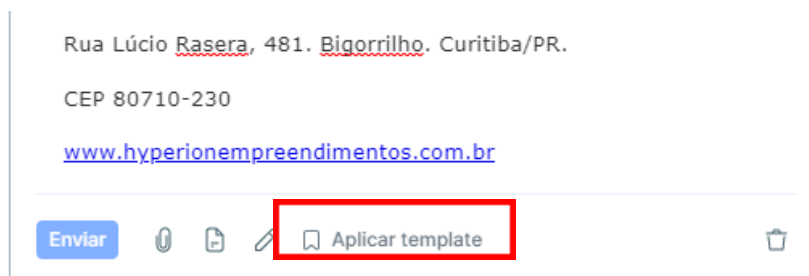 Rua Lúcio Rasera, 481. Bigorrilho. Curitiba/PR.
CEP 80710-230
www.hyperionempreendimentos.com.br
Enviar Aplicar template